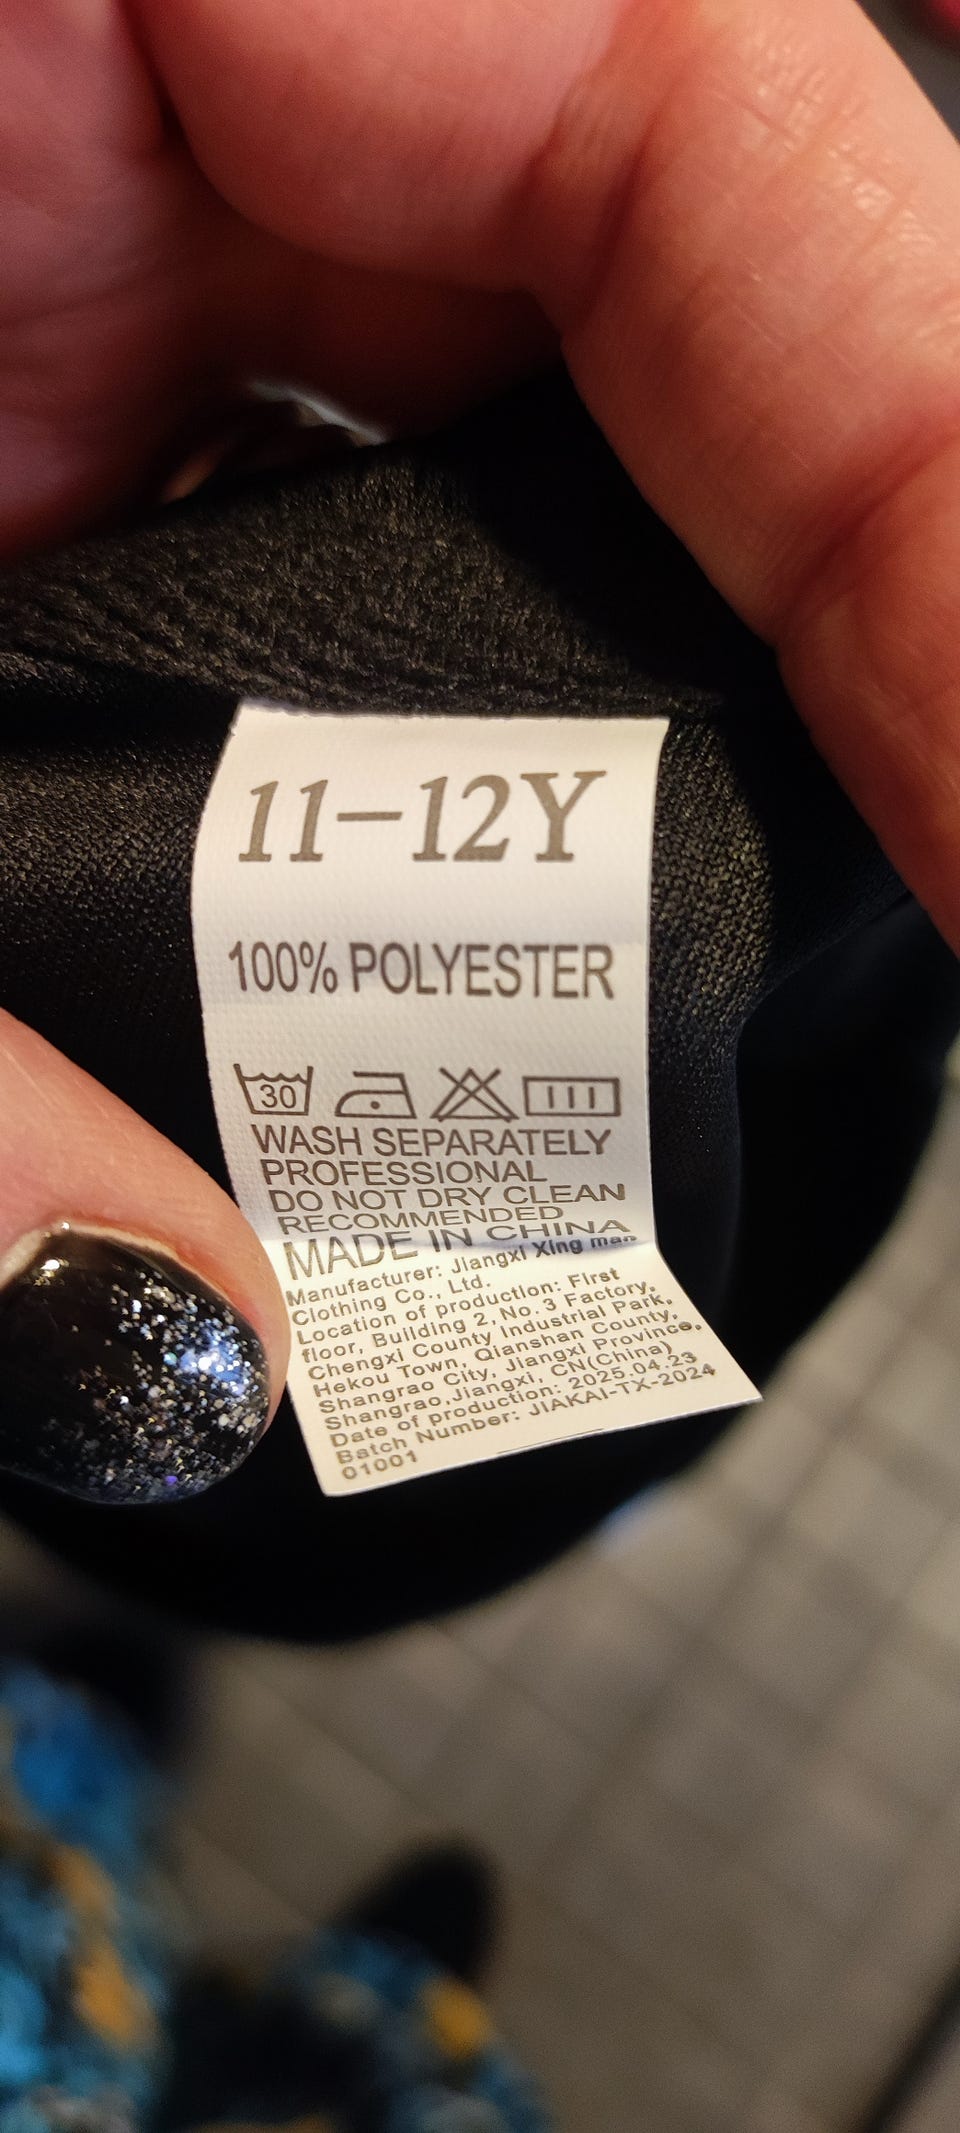 11-12Y
100% POLYESTER
30
WASH SEPARATELY
PROFESSIONAL
DO NOT DRY CLEAN
RECOMMENDED
MADE IN CHINA
Manufacturer: Jiangxi Xing man
Clothing Co., Ltd.
Location of production: First
floor, Building 2, No.3 Factory,
Chengxi County Industrial Park,
Hekou Town, Qianshan County,
Shangrao City, Jiangxi Province,
Shangrao,Jiangxi, CN(China)
Date of production: 2025.04.23
Batch Number: JIAKAI-TX-2024
01001